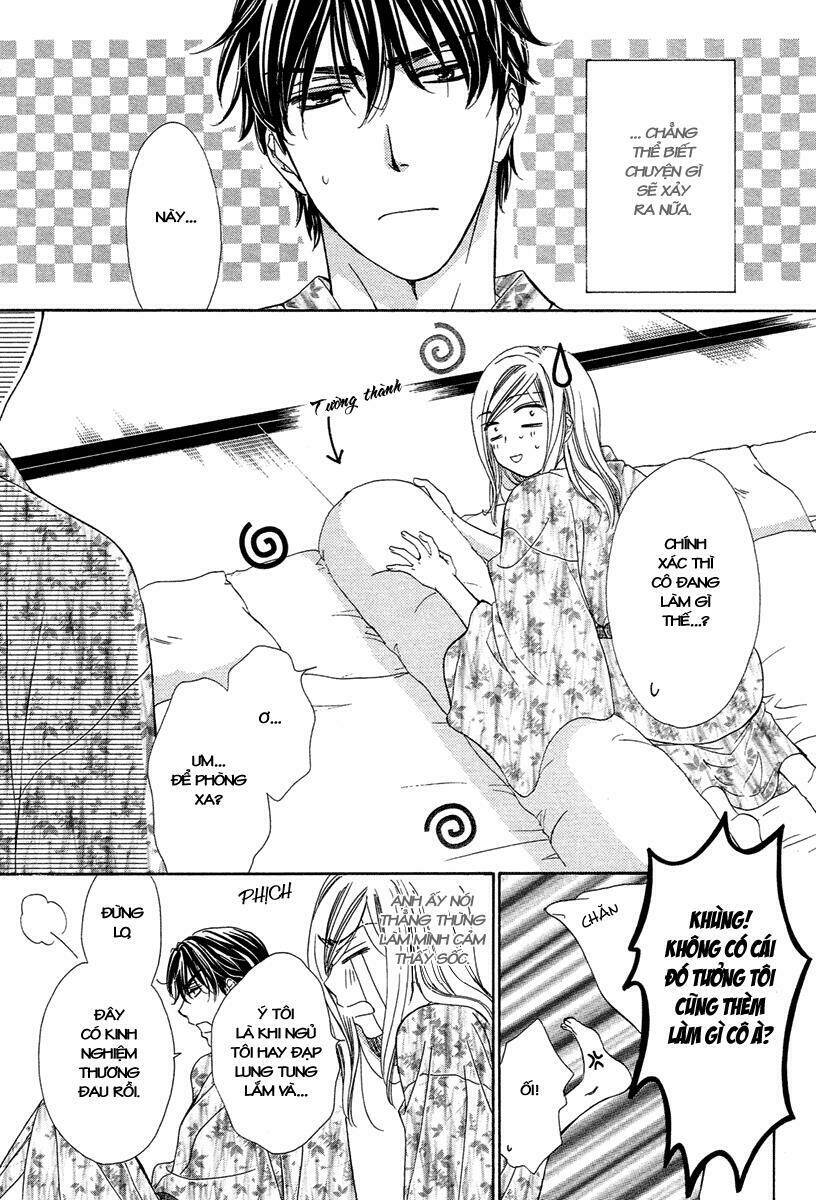 ... CHẲNG
THỂ BIẾT
CHUYỆN GÌ
SẼ XẢY
RA NỮA.
NÀY...
Tường thành
CHÍNH
XÁC THÌ
CÔ ĐANG
LÀM GÌ
THẾ...?
Ơ...
ƯM...
ĐỂ PHÒNG
XA?
KHÙNG!
KHÔNG CÓ CÁI
ĐÓ TƯỞNG TÔI
CŨNG THÈM
LÀM GÌ CÔ À?
CHĂN
ỐI!
ANH ẤY NÓI
THẲNG THỪNG
LÀM MÌNH CẢM
THẤY SỐC.
PHỊCH
Ý TÔI
LÀ KHI NGỦ
TÔI HAY ĐẠP
LUNG TUNG
LẮM VÀ...
ĐỪNG
LO,
ĐÂY
CÓ KINH
NGHIỆM
THƯƠNG
ĐAU RỒI.